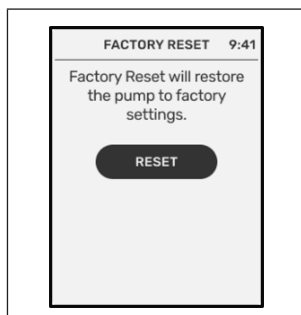 FACTORY RESET 9:41
Factory Reset will restore
the pump to factory
settings.
RESET